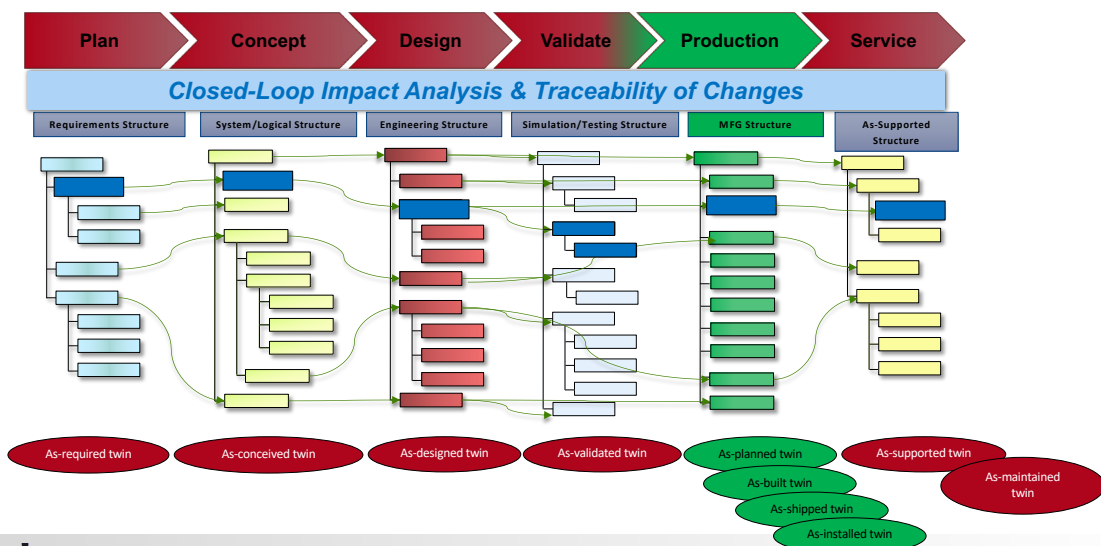 Plan
Concept
Design
Validate
Production
Service
Closed-Loop Impact Analysis & Traceability of Changes
Requirements Structure
System/Logical Structure
Engineering Structure
Simulation/Testing Structure
MFG Structure
As-Supported
Structure
As-required twin
As-conceived twin
As-designed twin
As-validated twin
As-planned twin
As-built twin
As-shipped twin
As-installed twin
As-supported twin
As-maintained
twin